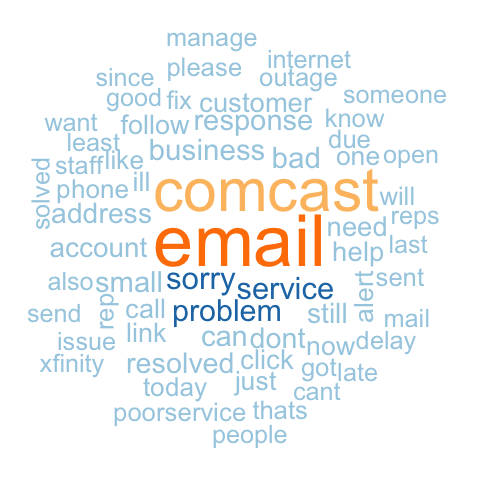 manage
since please internet
outage
good fix customer someone
want follow response know
least business due
staff like bad one open
solved phone ill comcast will
address need reps
account email help last
also small sorry service alert sent
send rep call problem still mail
issue link can dont now delay
xfinity resolved click got late
today just cant
poorservice thats
people